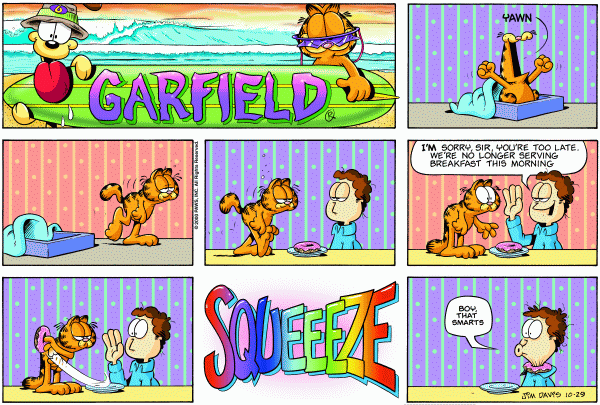 GARFIELD
YAWN
© 2000 PAWS, INC. All Rights Reserved.
I'M SORRY, SIR, YOU'RE TOO LATE.
WE'RE NO LONGER SERVING
BREAKFAST THIS MORNING
SQUEEEZE
BOY,
THAT
SMARTS
JIM DAVIS 10-29